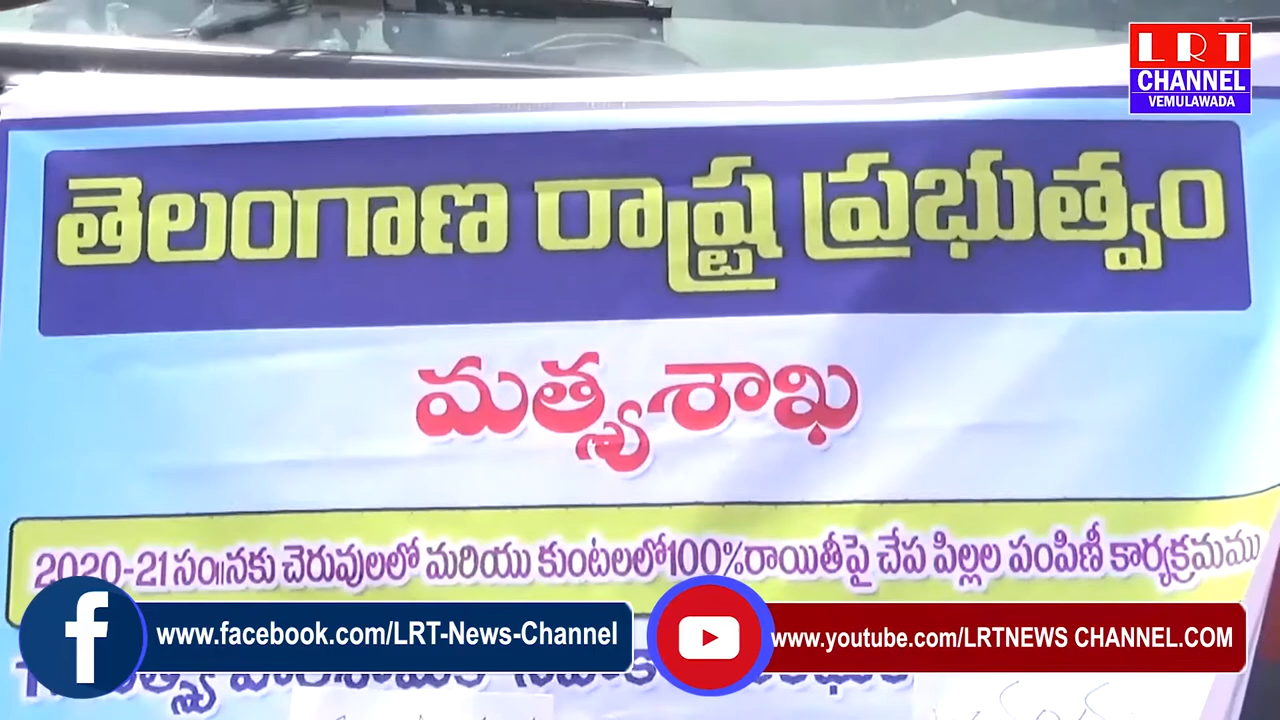 LRT
CHANNEL
VEMULAWADA
తెలంగాణ రాష్ట్ర ప్రభుత్వం
మత్స్యశాఖ
2020-21 సం॥నకు చెరువులలో మరియు కుంటలలో 100% రాయితీపై చేప పిల్లల పంపిణీ కార్యక్రమము
www.facebook.com/LRT-News-Channel
www.youtube.com/LRTNEWS CHANNEL.COM